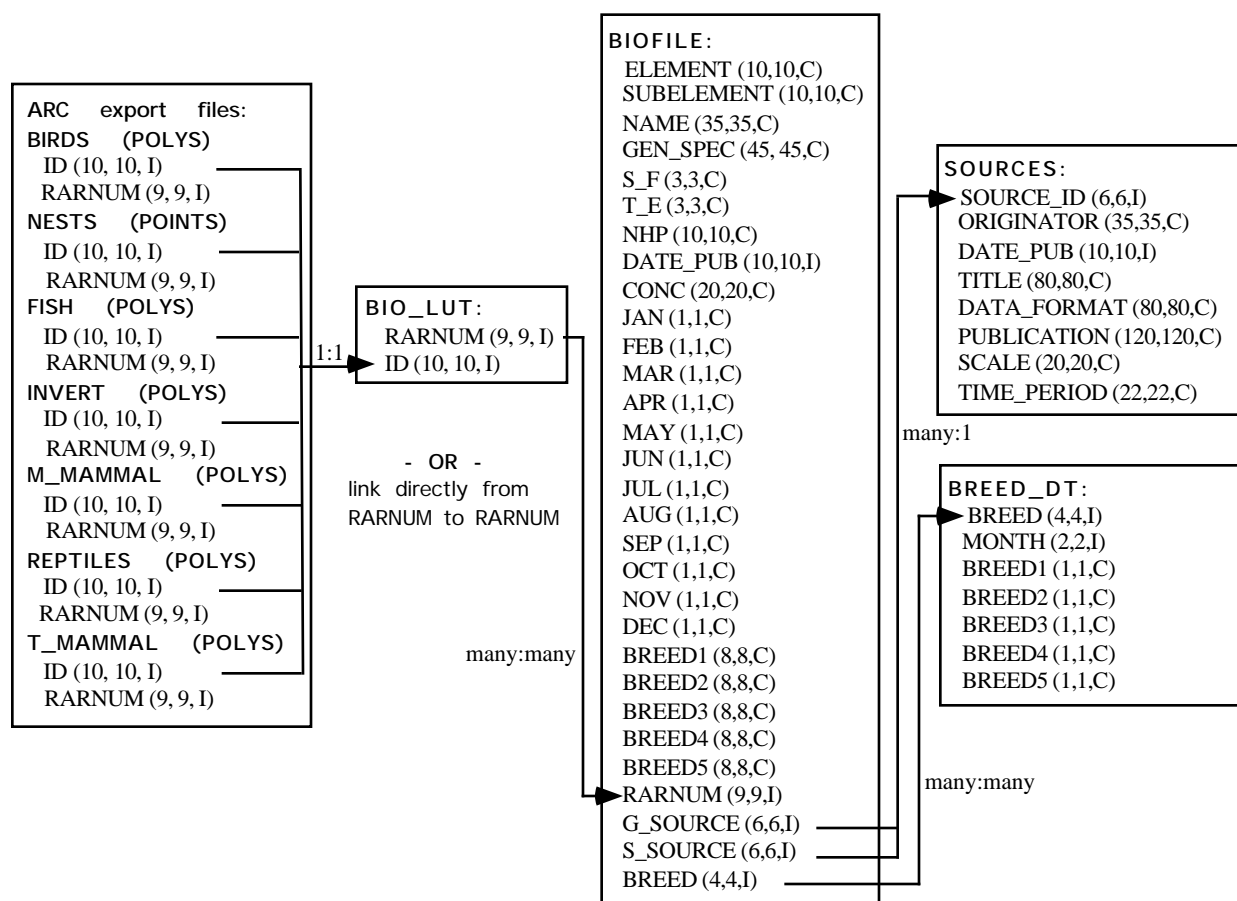 ARC export files:
BIRDS (POLYS)
ID (10, 10, I)
RARNUM (9, 9, I)
NESTS (POINTS)
ID (10, 10, I)
RARNUM (9, 9, I)
FISH (POLYS)
ID (10, 10, I)
RARNUM (9, 9, I)
INVERT (POLYS)
ID (10, 10, I)
RARNUM (9, 9, I)
M_MAMMAL (POLYS)
ID (10, 10, I)
RARNUM (9, 9, I)
REPTILES (POLYS)
ID (10, 10, I)
RARNUM (9, 9, I)
T_MAMMAL (POLYS)
ID (10, 10, I)
RARNUM (9, 9, I)
1:1
BIO_LUT:
RARNUM (9, 9, I)
ID (10, 10, I)
- OR -
link directly from
RARNUM to RARNUM
many:many
BIOFILE:
ELEMENT (10,10,C)
SUBELEMENT (10,10,C)
NAME (35,35,C)
GEN_SPEC (45, 45,C)
S_F (3,3,C)
T_E (3,3,C)
NHP (10,10,C)
DATE_PUB (10,10,I)
CONC (20,20,C)
JAN (1,1,C)
FEB (1,1,C)
MAR (1,1,C)
APR (1,1,C)
MAY (1,1,C)
JUN (1,1,C)
JUL (1,1,C)
AUG (1,1,C)
SEP (1,1,C)
OCT (1,1,C)
NOV (1,1,C)
DEC (1,1,C)
BREED1 (8,8,C)
BREED2 (8,8,C)
BREED3 (8,8,C)
BREED4 (8,8,C)
BREED5 (8,8,C)
RARNUM (9,9,I)
G_SOURCE (6,6,I)
S_SOURCE (6,6,I)
BREED (4,4,I)
many:1
many:many
SOURCES:
SOURCE_ID (6,6,I)
ORIGINATOR (35,35,C)
DATE_PUB (10,10,I)
TITLE (80,80,C)
DATA_FORMAT (80,80,C)
PUBLICATION (120,120,C)
SCALE (20,20,C)
TIME_PERIOD (22,22,C)
BREED_DT:
BREED (4,4,I)
MONTH (2,2,I)
BREED1 (1,1,C)
BREED2 (1,1,C)
BREED3 (1,1,C)
BREED4 (1,1,C)
BREED5 (1,1,C)